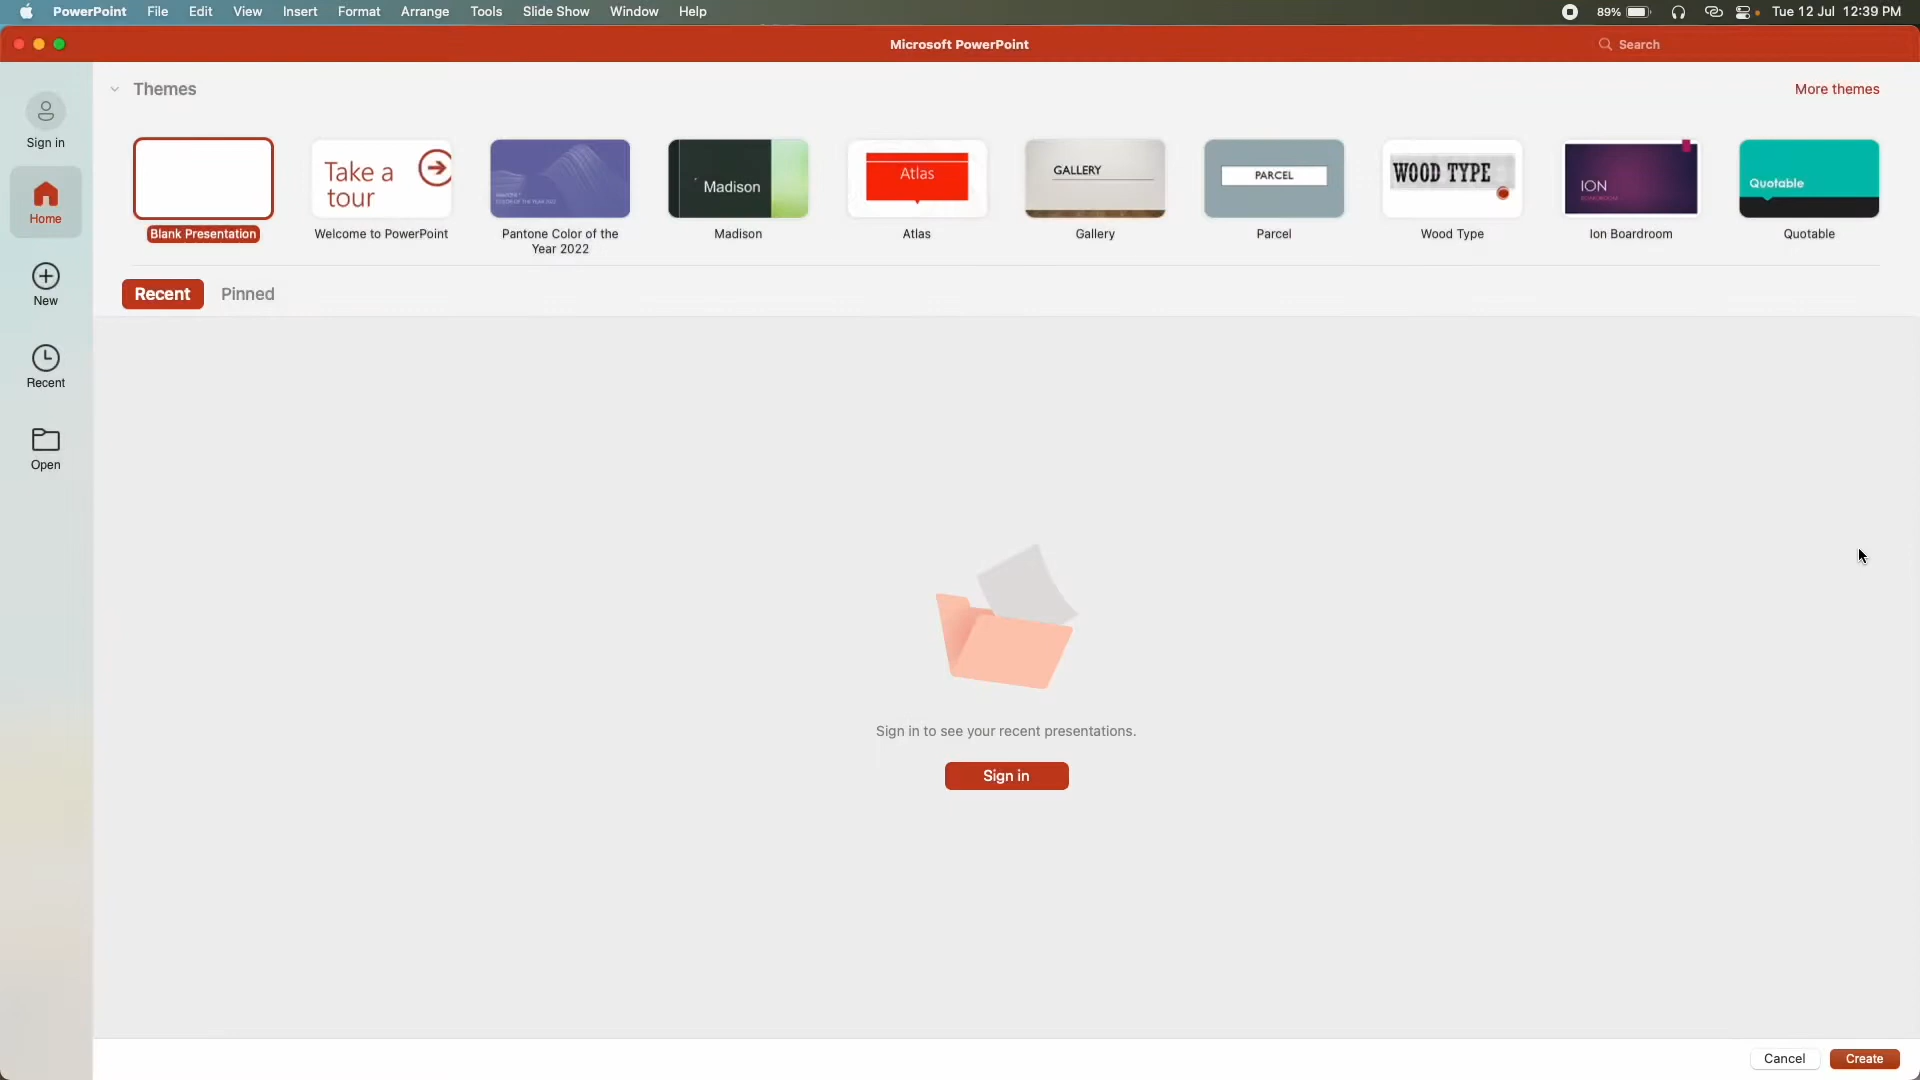 PowerPoint File Edit View Insert Format Arrange Tools Slide Show Window Help 89% Tue 12 Jul 12:39 PM
Microsoft PowerPoint Search
Themes More themes
Sign in
Home
New
Recent
Open
Take a
tour
Madison
Atlas
GALLERY
PARCEL
WOOD TYPE
ION
Quotable
Blank Presentation Welcome to PowerPoint Pantone Color of the Madison Atlas Gallery Parcel Wood Type Ion Boardroom Quotable
Year 2022
Recent Pinned
Sign in to see your recent presentations.
Sign in
Cancel Create